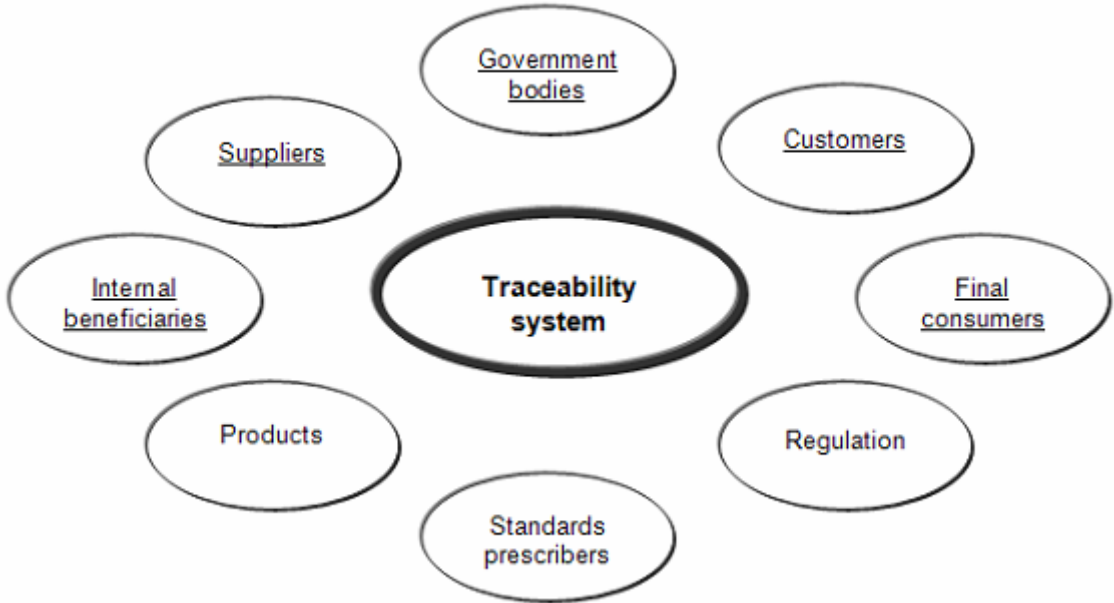 Government
bodies
Suppliers
Customers
Internal
beneficiaries
Traceability
system
Final
consumers
Products
Regulation
Standards
prescribers